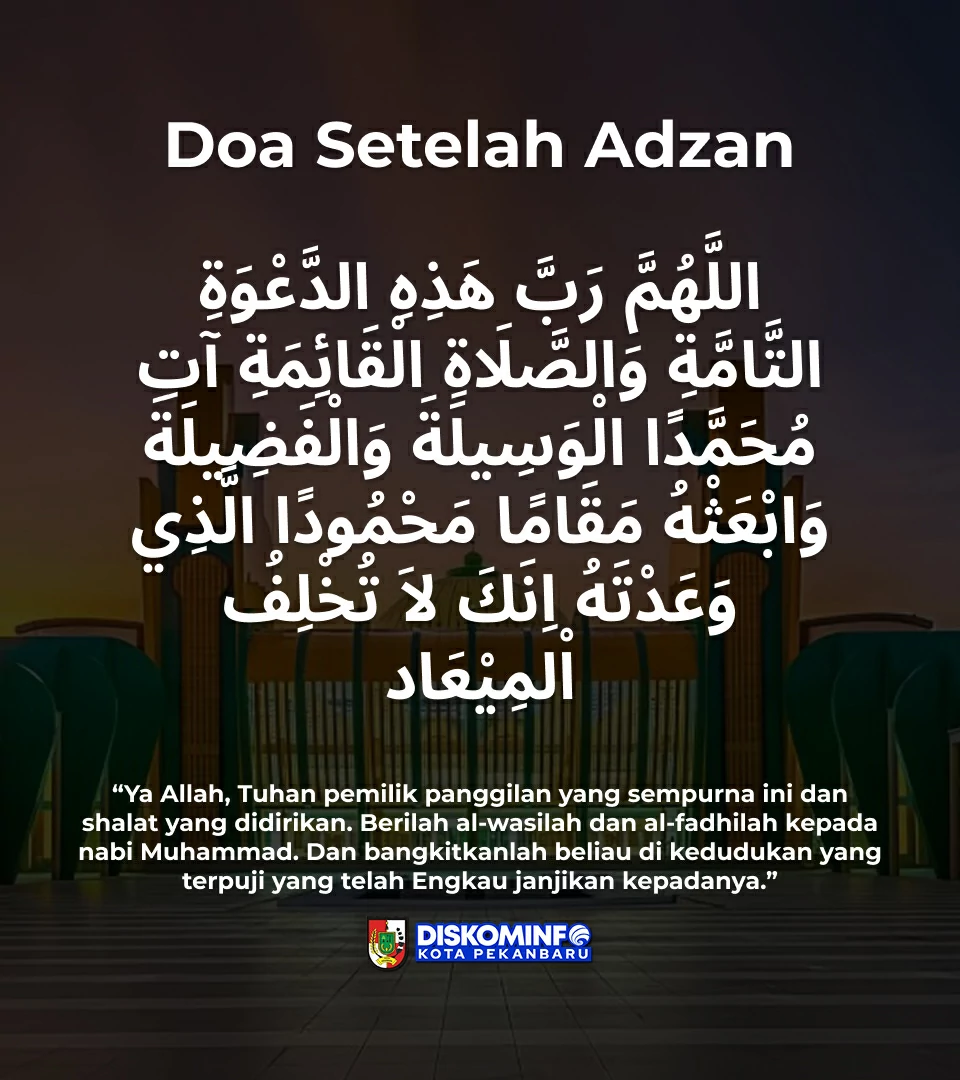 Doa Setelah Adzan
اللَّهُمَّ رَبَّ هَذِهِ الدَّعْوَةِ
التَّامَّةِ وَالصَّلَاةِ الْقَائِمَةِ آتِ
مُحَمَّدًا الْوَسِيلَةَ وَالْفَضِيلَةَ
وَابْعَثْهُ مَقَامًا مَحْمُودًا الَّذِي
وَعَدْتَهُ اِنَكَ لاَ تُخْلِفُ
اْلمِيْعَاد
“Ya Allah, Tuhan pemilik panggilan yang sempurna ini dan
shalat yang didirikan. Berilah al-wasilah dan al-fadhilah kepada
nabi Muhammad. Dan bangkitkanlah beliau di kedudukan yang
terpuji yang telah Engkau janjikan kepadanya.”
DISKOMINFO
KOTA PEKANBARU